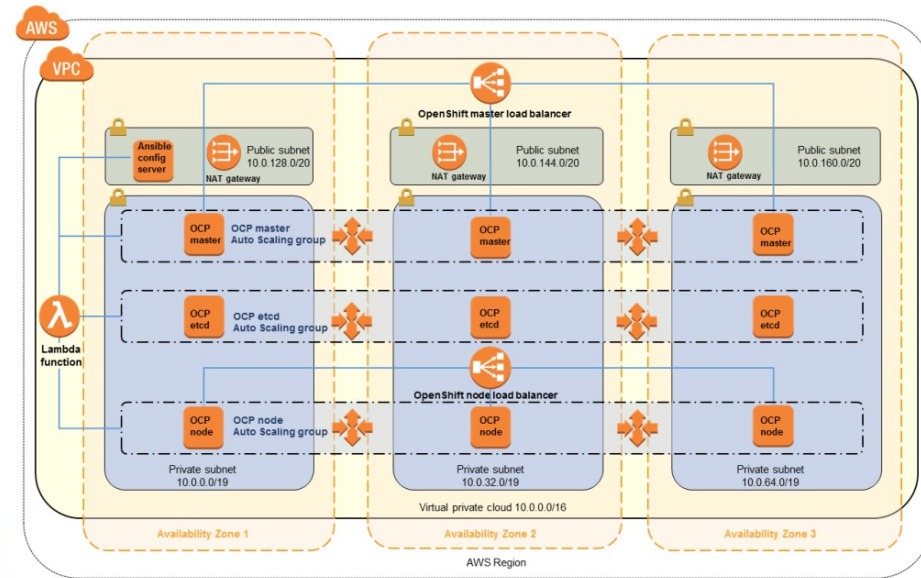 AWS
VPC
OpenShift master load balancer
Ansible
config
server
NAT gateway
Public subnet
10.0.128.0/20
NAT gateway
Public subnet
10.0.144.0/20
NAT gateway
Public subnet
10.0.160.0/20
OCP
master
OCP master
Auto Scaling group
OCP
master
OCP
master
Lambda
function
OCP
etcd
OCP etcd
Auto Scaling group
OCP
etcd
OCP
etcd
OpenShift node load balancer
OCP
node
OCP node
Auto Scaling group
OCP
node
OCP
node
Private subnet
10.0.0.0/19
Private subnet
10.0.32.0/19
Private subnet
10.0.64.0/19
Virtual private cloud 10.0.0.0/16
Availability Zone 1
Availability Zone 2
Availability Zone 3
AWS Region